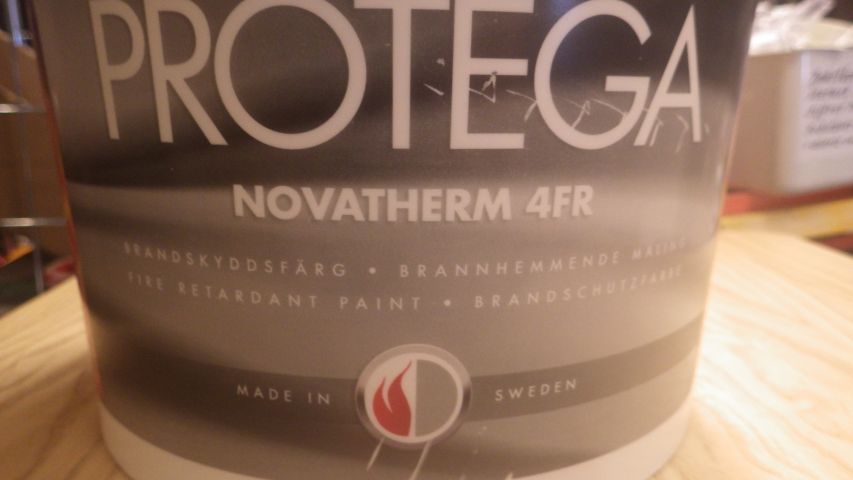 PROTEGA
NOVATHERM 4FR
BRANDSKYDDSFÄRG • BRANNHEMMENDE MALING
FIRE RETARDANT PAINT • BRANDSCHUTZFARBE
MADE IN SWEDEN